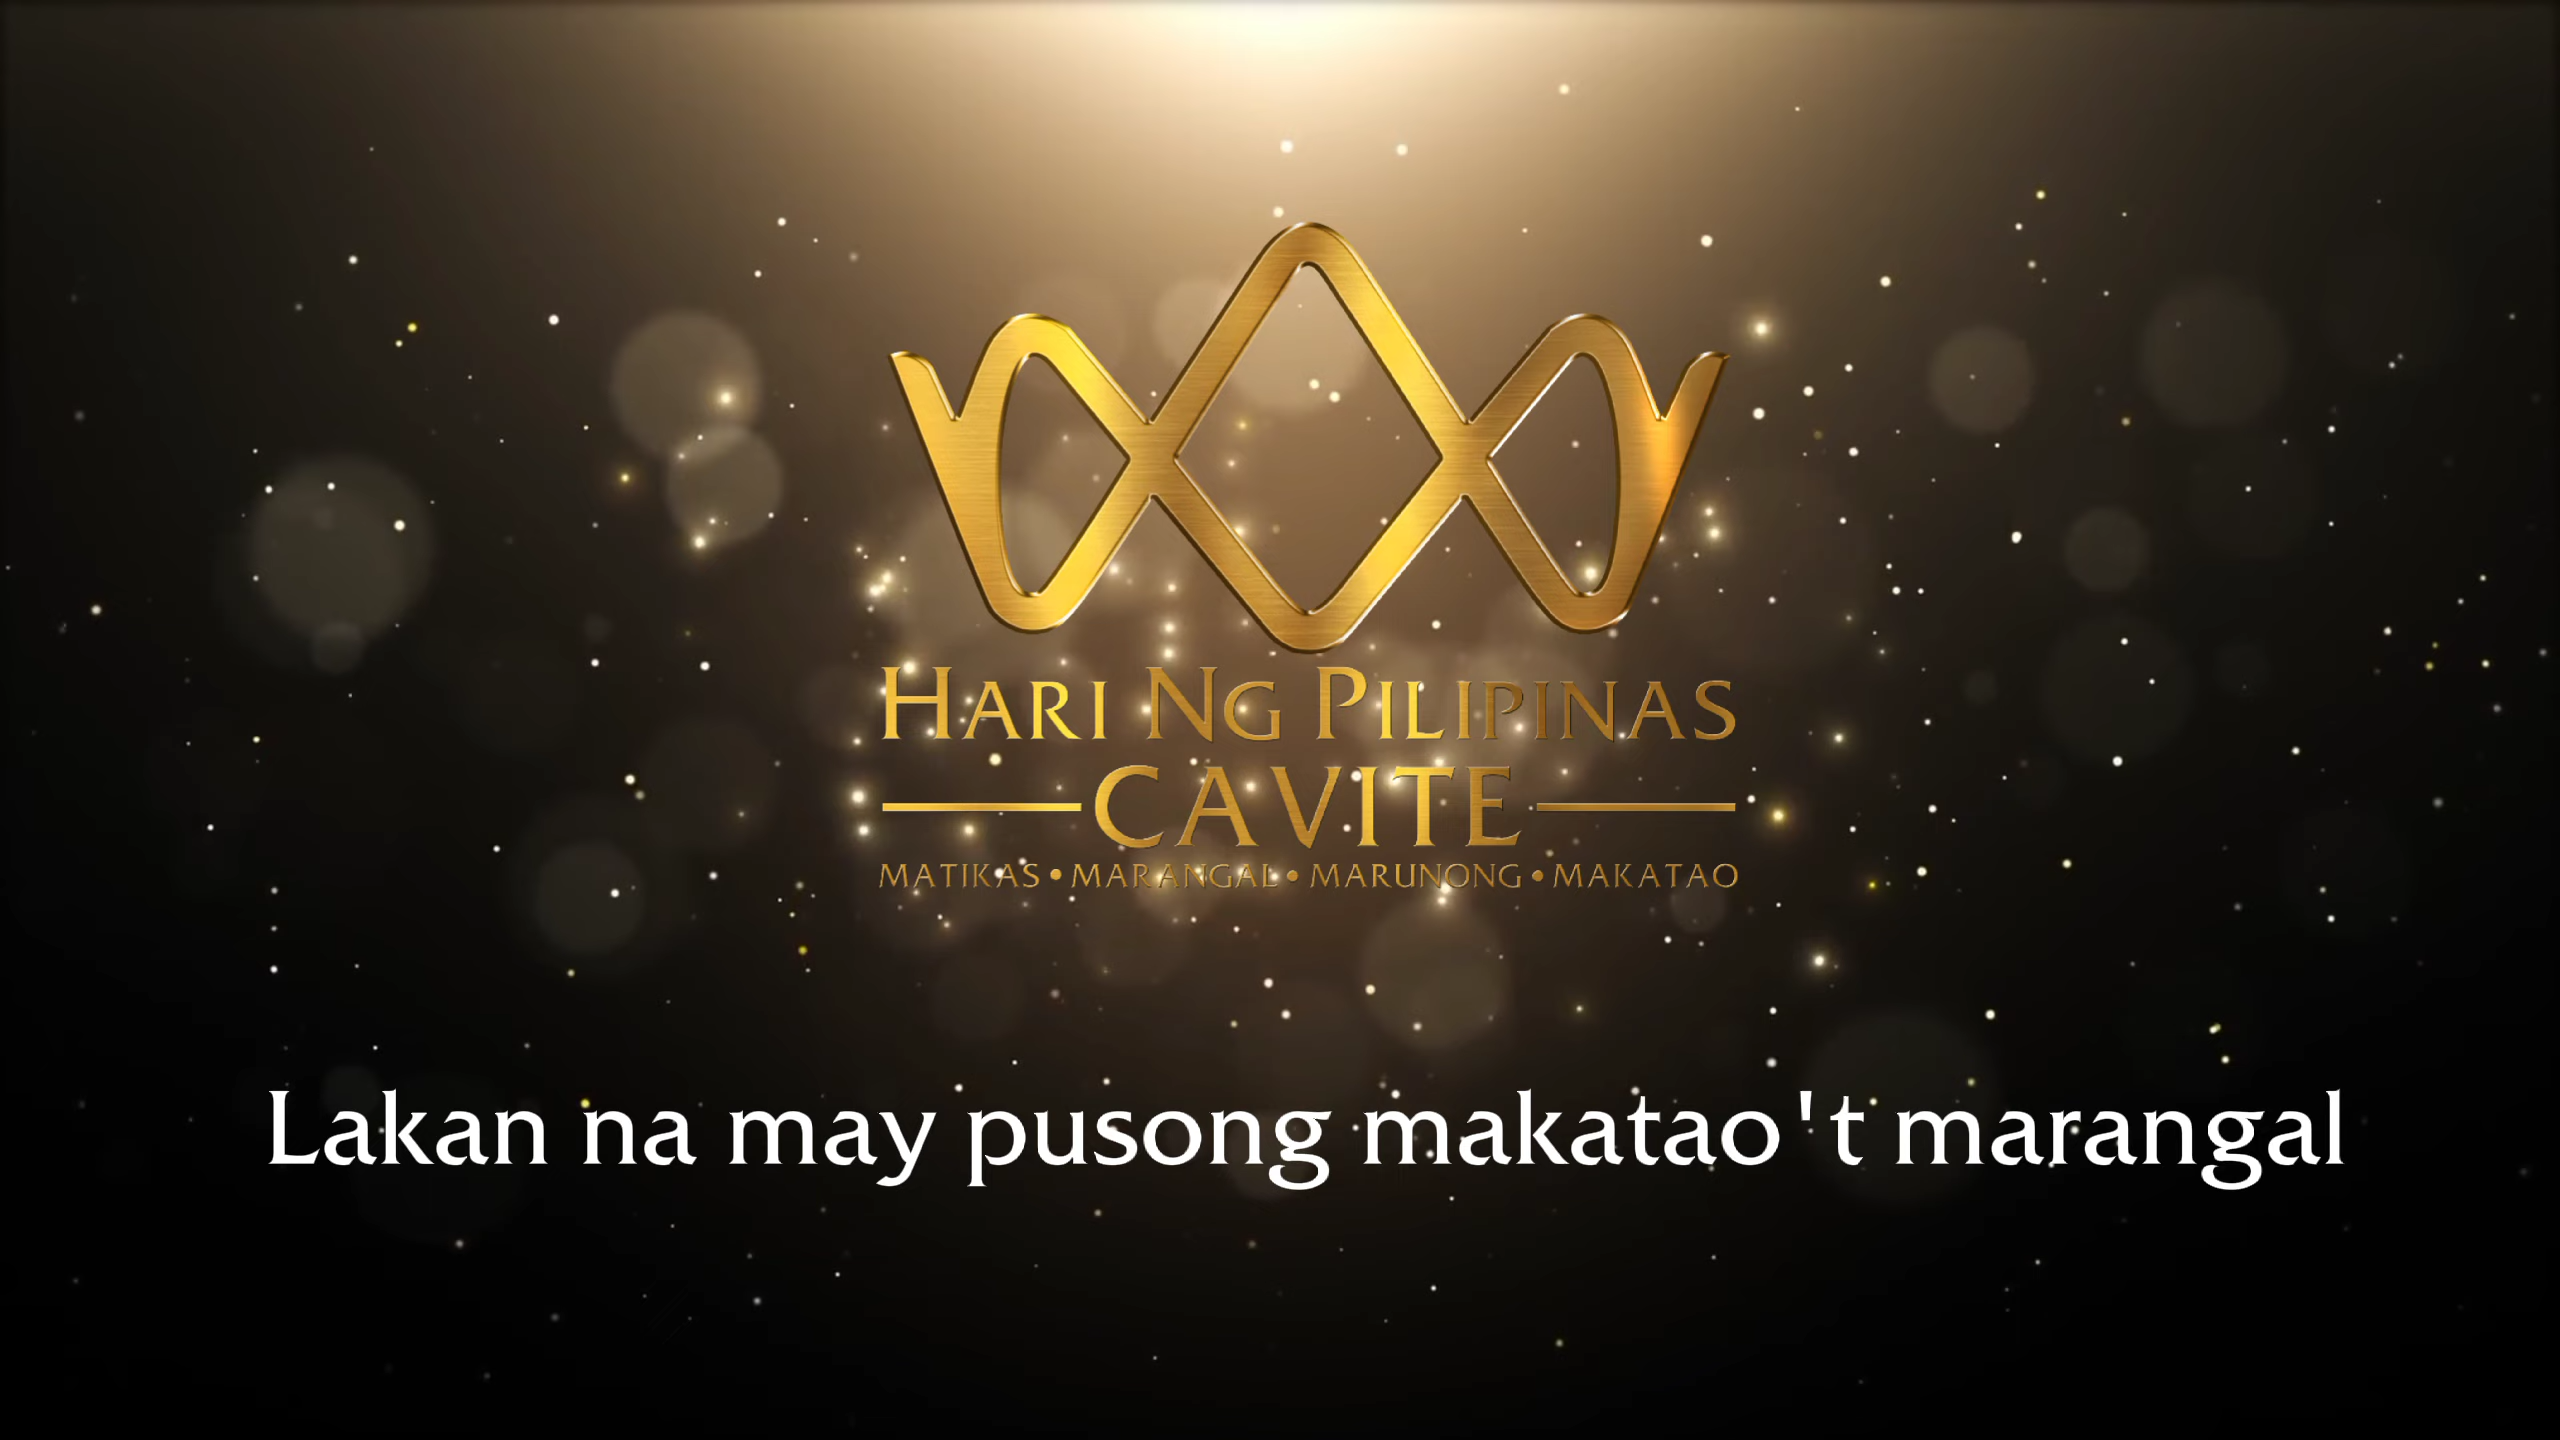 HARI NG PILIPINAS
CAVITE
MATIKAS • MARANGAL • MARUNONG • MAKATAO
Lakan na may pusong makatao't marangal